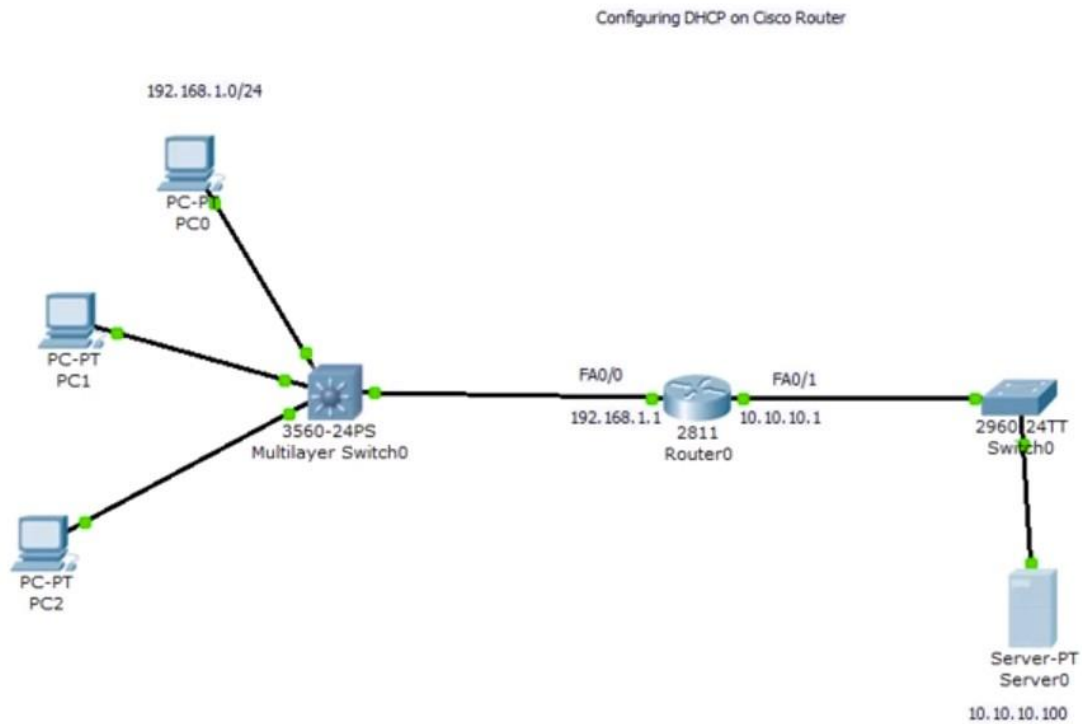 Configuring DHCP on Cisco Router
192.168.1.0/24
PC-PT
PC0
PC-PT
PC1
3560-24PS
Multilayer Switch0
FA0/0
192.168.1.1
2811
Router0
FA0/1
10.10.10.1
2960-24TT
Switch0
PC-PT
PC2
Server-PT
Server0
10.10.10.100